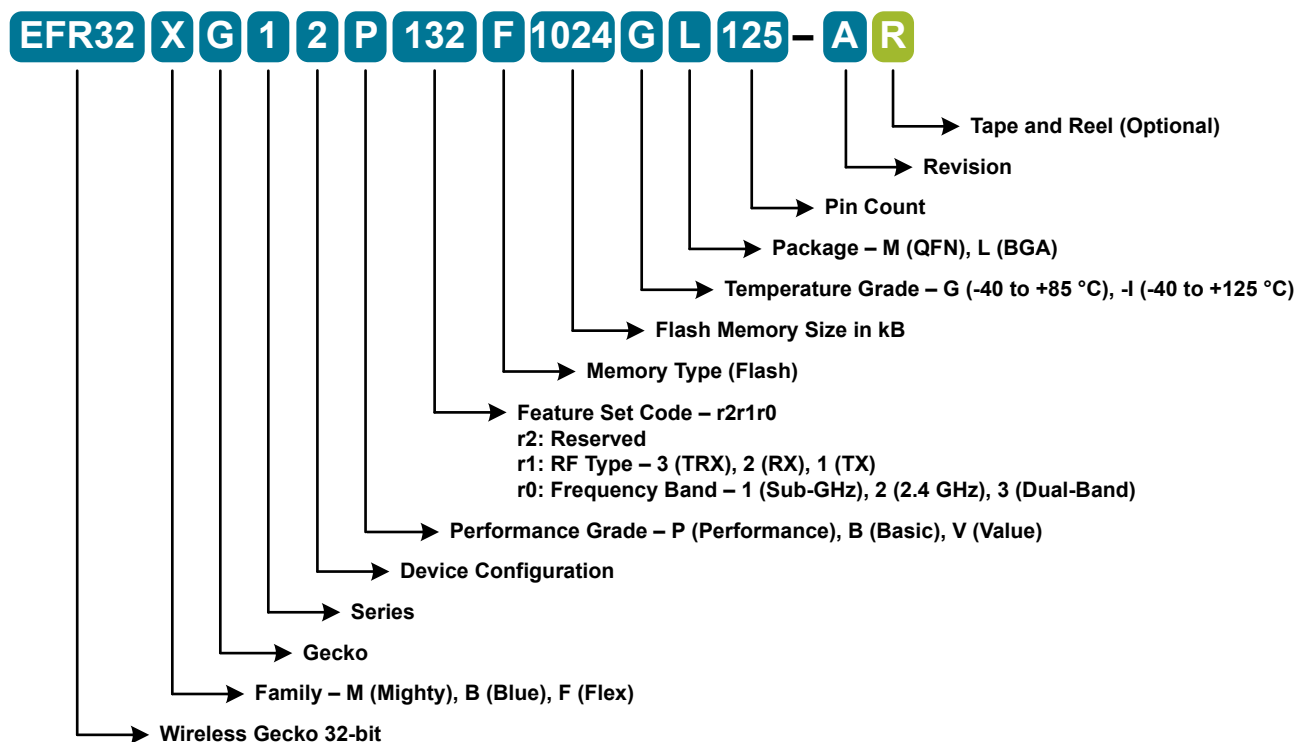 EFR32 X G 1 2 P 132 F 1024 G L 125 – A R
Tape and Reel (Optional)
Revision
Pin Count
Package – M (QFN), L (BGA)
Temperature Grade – G (-40 to +85 °C), -I (-40 to +125 °C)
Flash Memory Size in kB
Memory Type (Flash)
Feature Set Code – r2r1r0
r2: Reserved
r1: RF Type – 3 (TRX), 2 (RX), 1 (TX)
r0: Frequency Band – 1 (Sub-GHz), 2 (2.4 GHz), 3 (Dual-Band)
Performance Grade – P (Performance), B (Basic), V (Value)
Device Configuration
Series
Gecko
Family – M (Mighty), B (Blue), F (Flex)
Wireless Gecko 32-bit